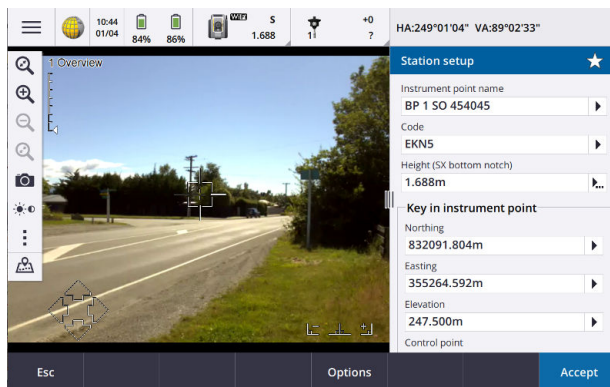 10:44
01/04
84%
86%
S
1.688
1
+0
?
HA:249°01'04" VA:89°02'33"
1 Overview
Station setup
Instrument point name
BP 1 SO 454045
Code
EKN5
Height (SX bottom notch)
1.688m
Key in instrument point
Northing
832091.804m
Easting
355264.592m
Elevation
247.500m
Control point
Esc
Options
Accept